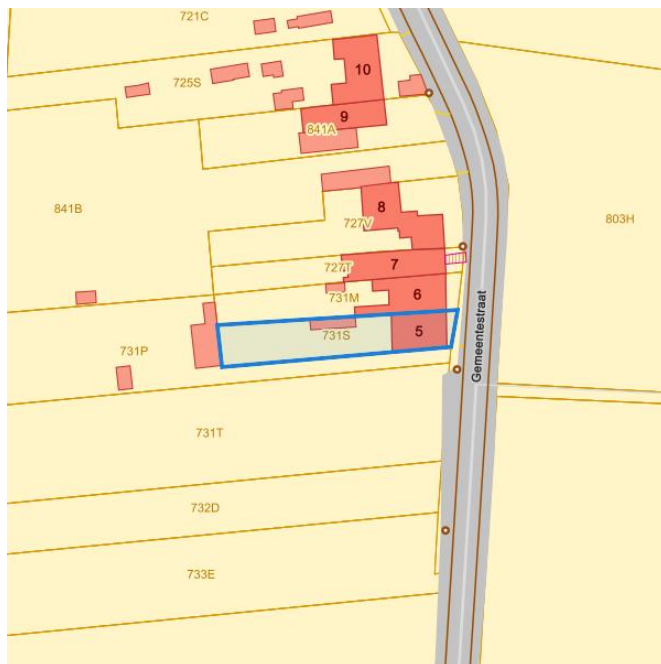 721C
10
725S
9
841A
8
841B
727V
803H
7
727T
6
731M
5
731S
731P
Gemeentestraat
731T
732D
733E